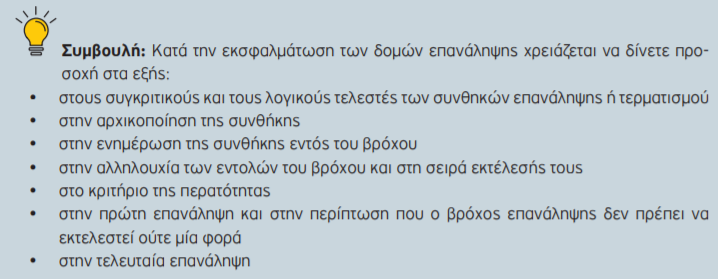 Συμβουλή: Κατά την εκσφαλμάτωση των δομών επανάληψης χρειάζεται να δίνετε προ-
σοχή στα εξής:
• στους συγκριτικούς και τους λογικούς τελεστές των συνθηκών επανάληψης ή τερματισμού
• στην αρχικοποίηση της συνθήκης
• στην ενημέρωση της συνθήκης εντός του βρόχου
• στην αλληλουχία των εντολών του βρόχου και στη σειρά εκτέλεσής τους
• στο κριτήριο της περατότητας
• στην πρώτη επανάληψη και στην περίπτωση που ο βρόχος επανάληψης δεν πρέπει να
εκτελεστεί ούτε μία φορά
• στην τελευταία επανάληψη